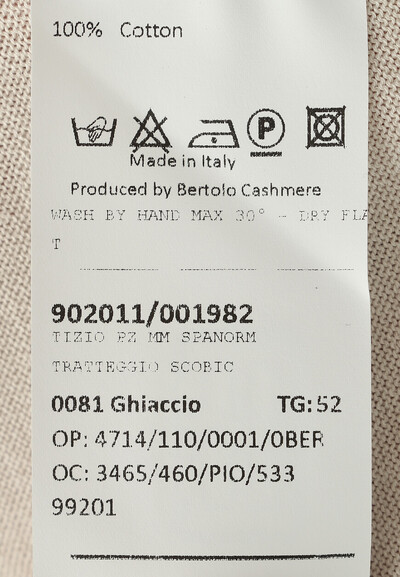 100% Cotton
P
Made in Italy
Produced by Bertolo Cashmere
WASH BY HAND MAX 30° - DRY FLA
T
902011/001982
TIZIO PZ MM SPANORM
TRATTEGGIO SCOBIC
0081 Ghiaccio TG: 52
OP: 4714/110/0001/0BER
OC: 3465/460/PIO/533
99201